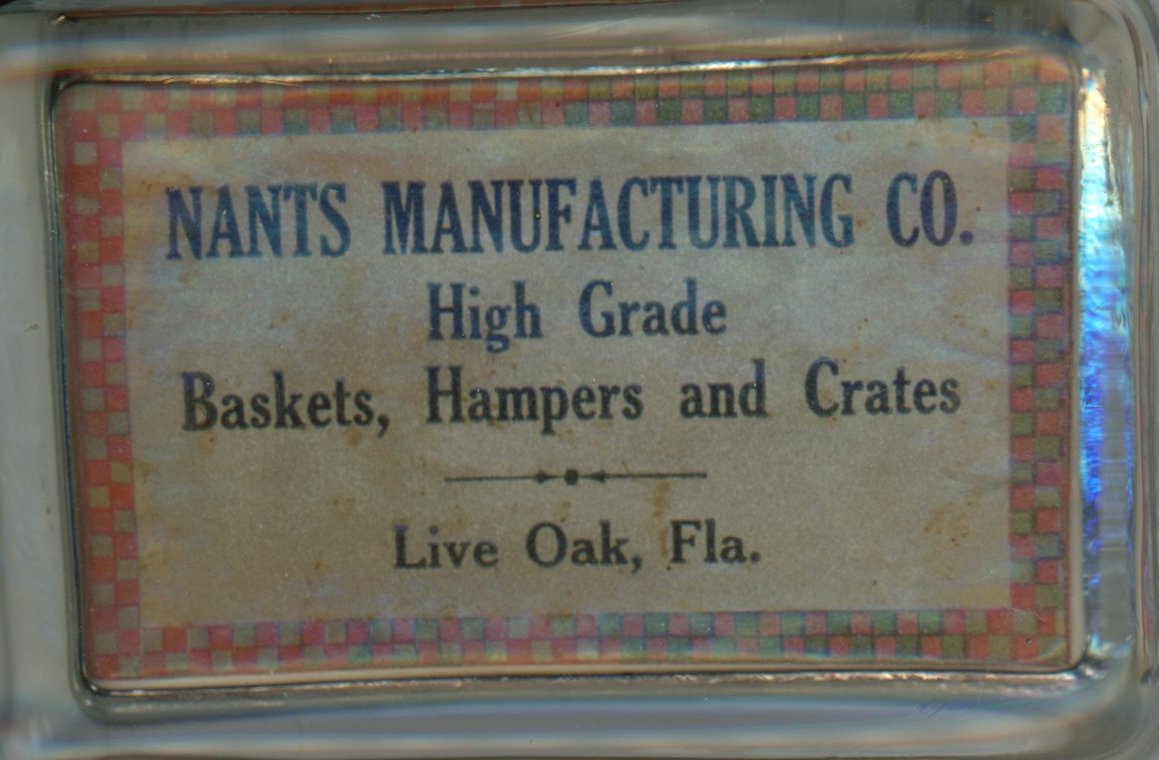 NANTS MANUFACTURING CO.
High Grade
Baskets, Hampers and Crates
Live Oak, Fla.